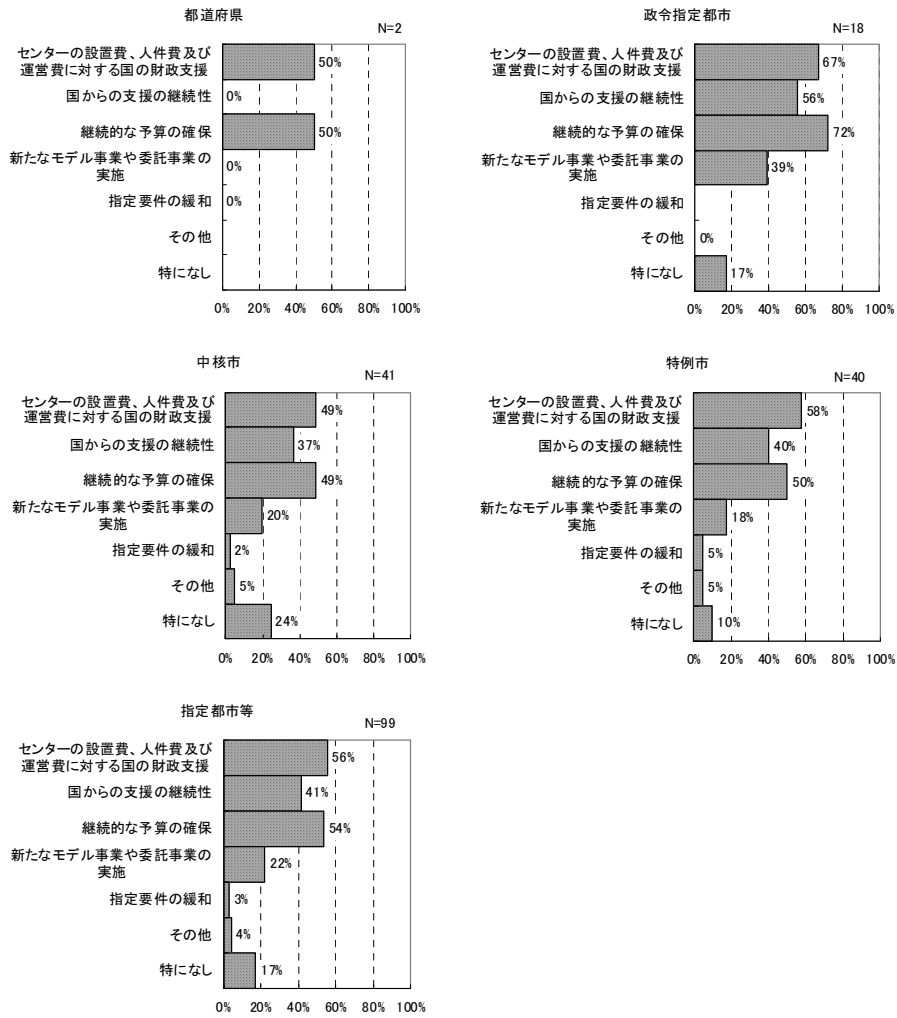 都道府県
N=2
センターの設置費、人件費及び
運営費に対する国の財政支援
50%
国からの支援の継続性
0%
継続的な予算の確保
50%
新たなモデル事業や委託事業の
実施
0%
指定要件の緩和
0%
その他
特になし
0% 20% 40% 60% 80% 100%
政令指定都市
N=18
センターの設置費、人件費及び
運営費に対する国の財政支援
67%
国からの支援の継続性
56%
継続的な予算の確保
72%
新たなモデル事業や委託事業の
実施
39%
指定要件の緩和
その他
0%
特になし
17%
0% 20% 40% 60% 80% 100%
中核市
N=41
センターの設置費、人件費及び
運営費に対する国の財政支援
49%
国からの支援の継続性
37%
継続的な予算の確保
49%
新たなモデル事業や委託事業の
実施
20%
指定要件の緩和
2%
その他
5%
特になし
24%
0% 20% 40% 60% 80% 100%
特例市
N=40
センターの設置費、人件費及び
運営費に対する国の財政支援
58%
国からの支援の継続性
40%
継続的な予算の確保
50%
新たなモデル事業や委託事業の
実施
18%
指定要件の緩和
5%
その他
5%
特になし
10%
0% 20% 40% 60% 80% 100%
指定都市等
N=99
センターの設置費、人件費及び
運営費に対する国の財政支援
56%
国からの支援の継続性
41%
継続的な予算の確保
54%
新たなモデル事業や委託事業の
実施
22%
指定要件の緩和
3%
その他
4%
特になし
17%
0% 20% 40% 60% 80% 100%